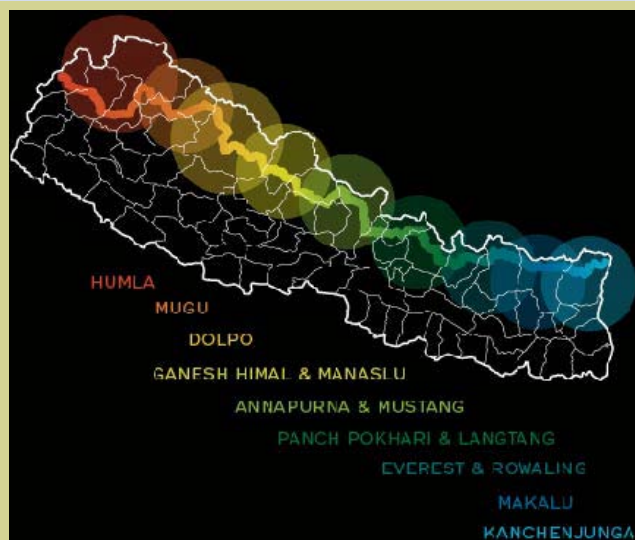 HUMLA
MUGU
DOLPO
GANESH HIMAL & MANASLU
ANNAPURNA & MUSTANG
PANCH POKHARI & LANGTANG
EVEREST & ROWALING
MAKALU
KANCHENJUNGA